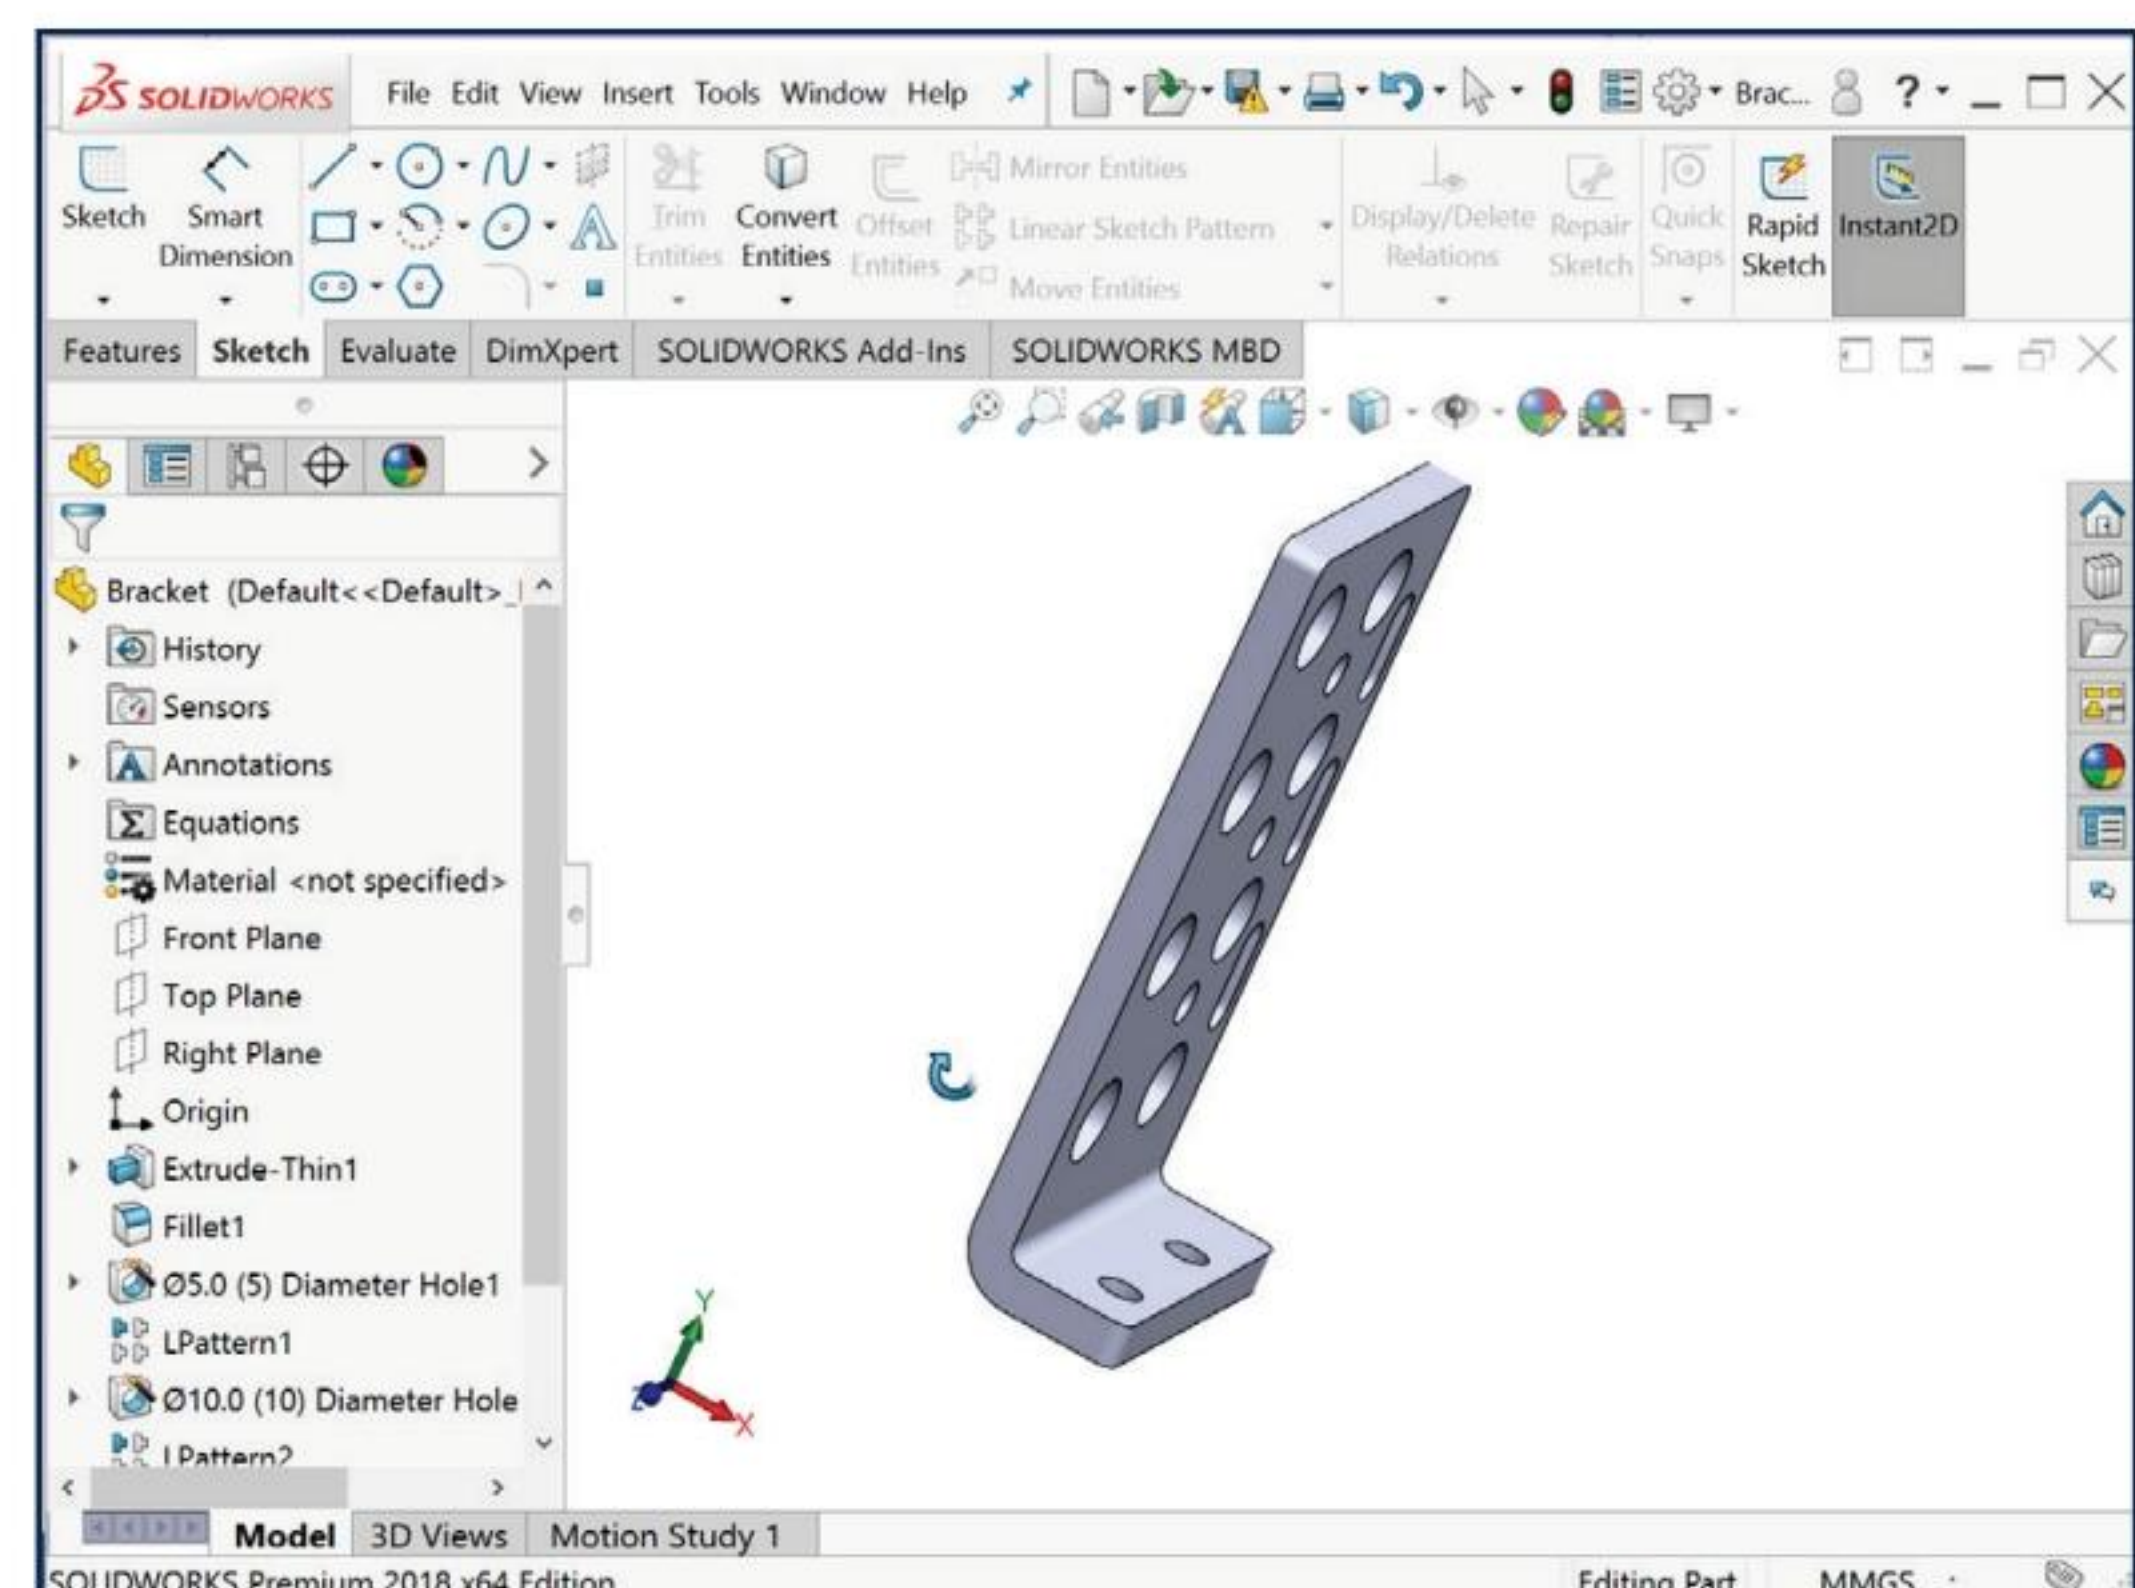 SOLIDWORKS File Edit View Insert Tools Window Help Brac... ?
Sketch Smart Dimension Trim Entities Convert Entities Offset Entities Mirror Entities
Linear Sketch Pattern
Move Entities
Display/Delete Relations Repair Sketch Quick Snaps Rapid Sketch Instant2D
Features Sketch Evaluate DimXpert SOLIDWORKS Add-Ins SOLIDWORKS MBD
Bracket (Default<<Default>_
History
Sensors
Annotations
Equations
Material <not specified>
Front Plane
Top Plane
Right Plane
Origin
Extrude-Thin1
Fillet1
Ø5.0 (5) Diameter Hole1
LPattern1
Ø10.0 (10) Diameter Hole
LPattern2
Y
Z
X
Model 3D Views Motion Study 1
SOLIDWORKS Premium 2018 x64 Edition Editing Part MMGS